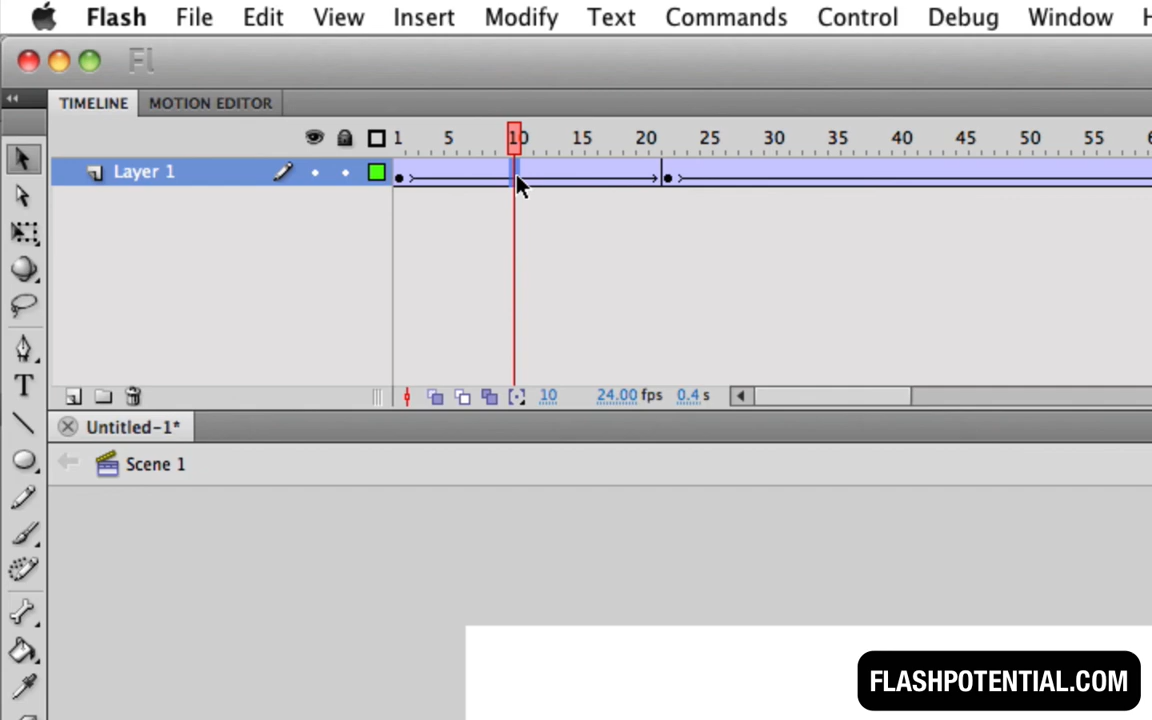 Flash File Edit View Insert Modify Text Commands Control Debug Window H
Fl
TIMELINE MOTION EDITOR
1 5 10 15 20 25 30 35 40 45 50 55 6
Layer 1
10 24.00 fps 0.4 s
Untitled-1*
Scene 1
T
FLASHPOTENTIAL.COM